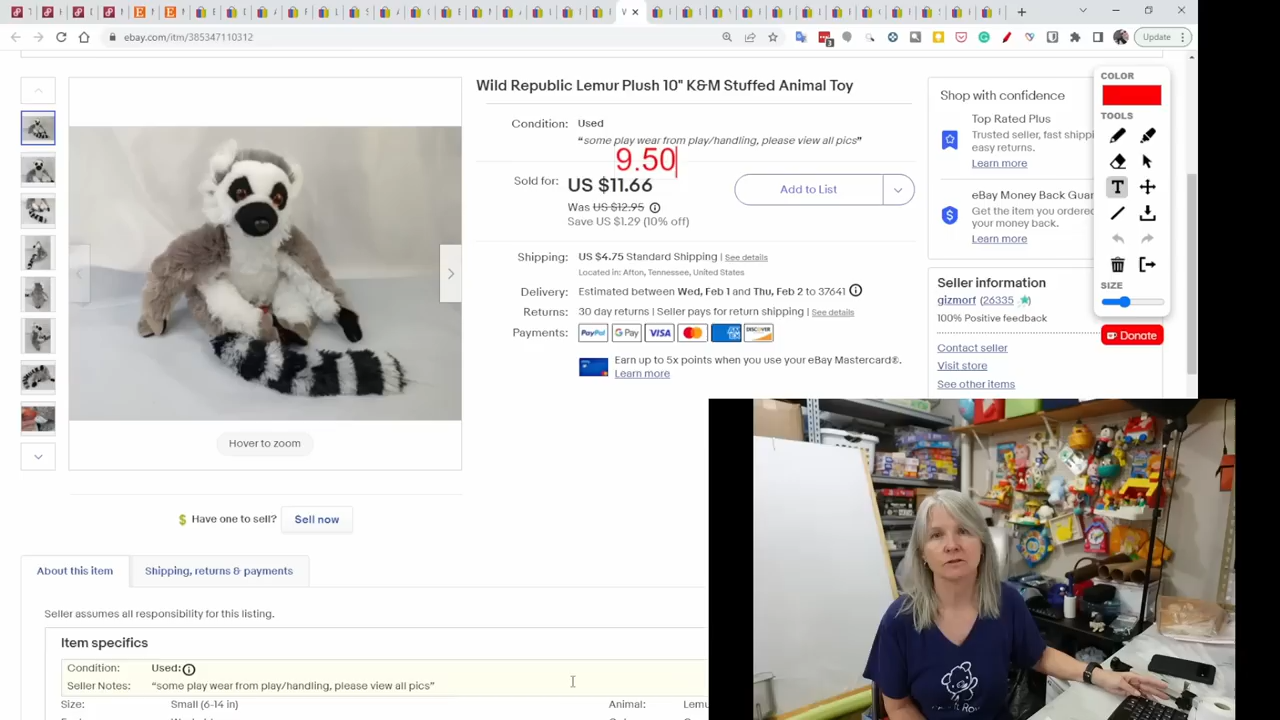 Update
ebay.com/itm/385347110312
3
Wild Republic Lemur Plush 10" K&M Stuffed Animal Toy
Condition: Used
“some play wear from play/handling, please view all pics”
9.50
Sold for: US $11.66
Was US $12.95
Save US $1.29 (10% off)
Add to List
Shipping: US $4.75 Standard Shipping | See details
Located in: Afton, Tennessee, United States
Delivery: Estimated between Wed, Feb 1 and Thu, Feb 2 to 37641
Returns: 30 day returns | Seller pays for return shipping | See details
Payments: PayPal G Pay VISA DISCOVER
Earn up to 5x points when you use your eBay Mastercard®.
Learn more
Hover to zoom
Have one to sell? Sell now
Shop with confidence
Top Rated Plus
Trusted seller, fast shippi
easy returns.
Learn more
eBay Money Back Gua
Get the item you ordered
your money back.
Learn more
Seller information
gizmorf (26335
100% Positive feedback
Contact seller
Visit store
See other items
COLOR
TOOLS
T
SIZE
Donate
About this item
Shipping, returns & payments
Seller assumes all responsibility for this listing.
Item specifics
Condition: Used:
Seller Notes: “some play wear from play/handling, please view all pics”
Size: Small (6-14 in)
Animal: Lemu